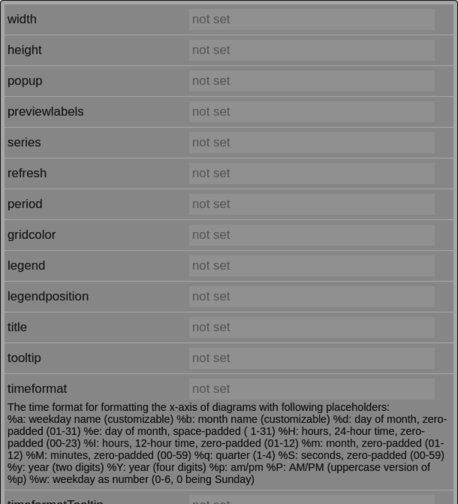 width not set
height not set
popup not set
previewlabels not set
series not set
refresh not set
period not set
gridcolor not set
legend not set
legendposition not set
title not set
tooltip not set
timeformat not set
The time format for formatting the x-axis of diagrams with following placeholders:
%a: weekday name (customizable) %b: month name (customizable) %d: day of month, zero-
padded (01-31) %e: day of month, space-padded ( 1-31) %H: hours, 24-hour time, zero-
padded (00-23) %I: hours, 12-hour time, zero-padded (01-12) %m: month, zero-padded (01-
12) %M: minutes, zero-padded (00-59) %q: quarter (1-4) %S: seconds, zero-padded (00-59)
%y: year (two digits) %Y: year (four digits) %p: am/pm %P: AM/PM (uppercase version of
%p) %w: weekday as number (0-6, 0 being Sunday)
timeformatTooltip not set